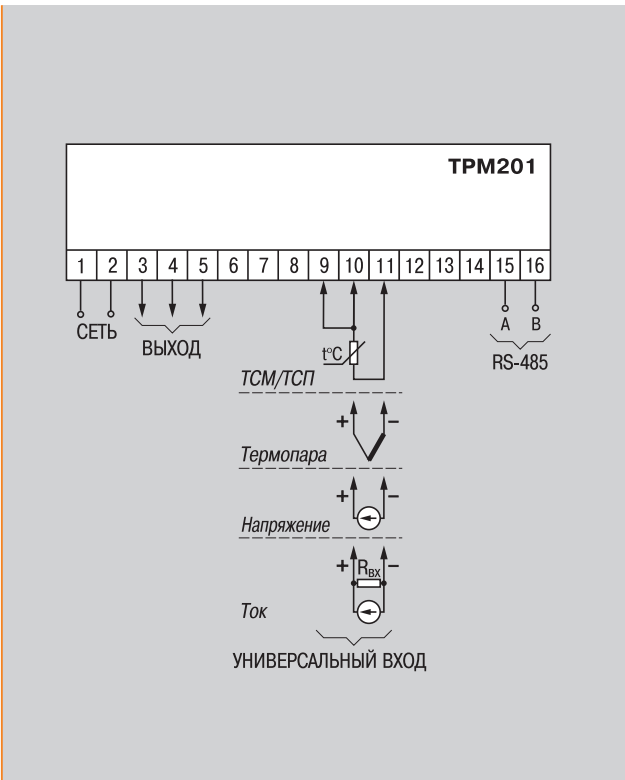 ТРМ201
1 2 3 4 5 6 7 8 9 10 11 12 13 14 15 16
СЕТЬ
ВЫХОД
t°C
A B
RS-485
ТСМ/ТСП
+ –
Термопара
+ –
Напряжение
+ Rвх –
Ток
УНИВЕРСАЛЬНЫЙ ВХОД